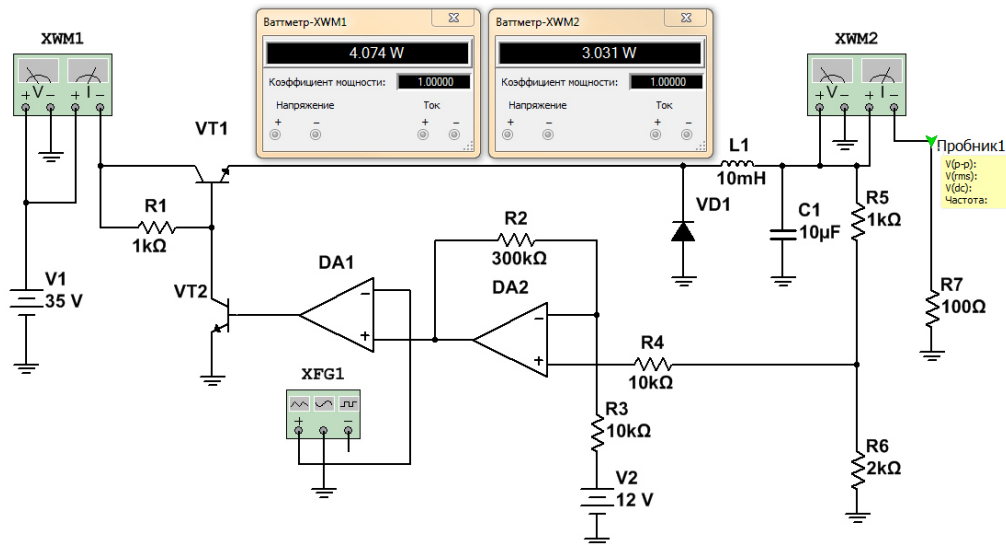 XWM1
V
I
+ - + -
Ваттметр-XWM1
4.074 W
Коэффициент мощности: 1.00000
Напряжение Ток
+ - + -
Ваттметр-XWM2
3.031 W
Коэффициент мощности: 1.00000
Напряжение Ток
+ - + -
XWM2
V
I
+ - + -
Пробник1
V(p-p):
V(rms):
V(dc):
Частота:
VT1
R1
1kΩ
VT2
V1
35 V
DA1
-
+
R2
300kΩ
DA2
-
+
XFG1
+ -
R3
10kΩ
V2
12 V
R4
10kΩ
VD1
L1
10mH
C1
10µF
R5
1kΩ
R6
2kΩ
R7
100Ω